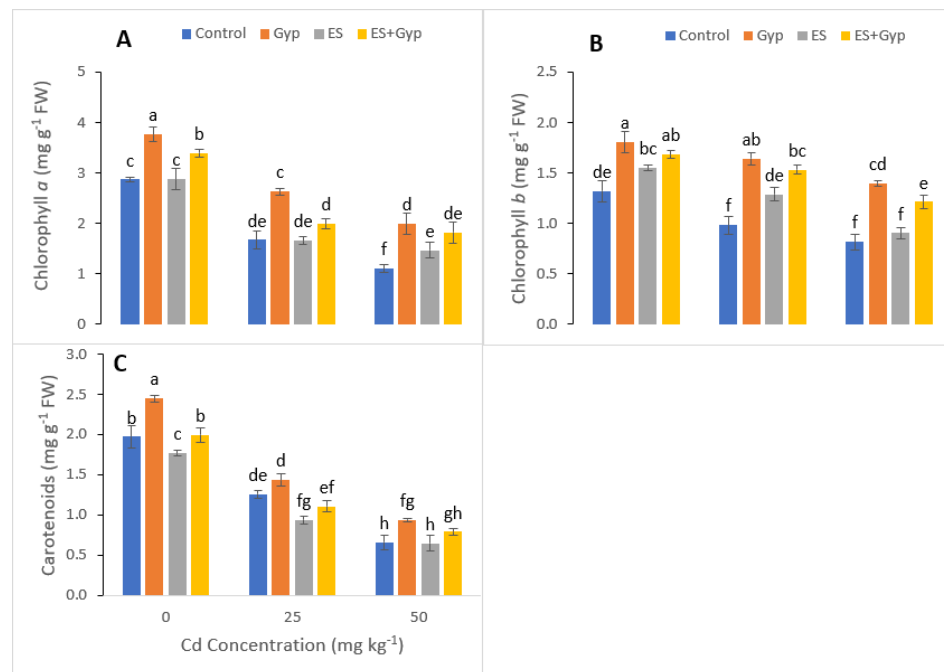 A
Control Gyp ES ES+Gyp
Chlorophyll a (mg g-1 FW)
5
4
3
2
1
0
c a c b
de c de d
f d e de
B
Control Gyp ES ES+Gyp
Chlorophyll b (mg g-1 FW)
2.5
2.0
1.5
1.0
0.5
0.0
de a bc ab
f ab de bc
f cd f e
C
Carotenoids (mg g-1 FW)
3.0
2.5
2.0
1.5
1.0
0.5
0.0
b a c b
de d fg ef
h fg h gh
0 25 50
Cd Concentration (mg kg-1)